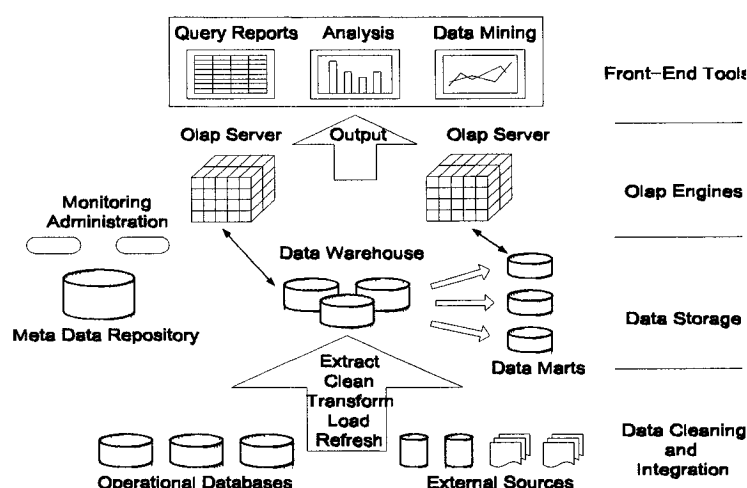 Query Reports
Analysis
Data Mining
Front-End Tools
Olap Server
Output
Olap Server
Olap Engines
Monitoring
Administration
Data Warehouse
Meta Data Repository
Data Storage
Data Marts
Extract
Clean
Transform
Load
Refresh
Data Cleaning
and
Integration
Operational Databases
External Sources